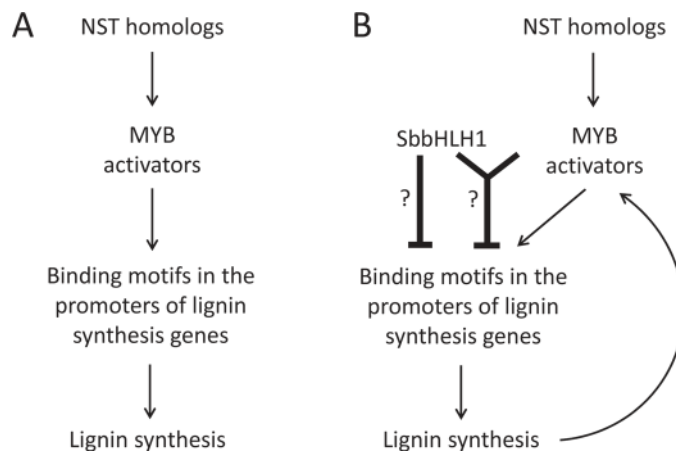 A
NST homologs
MYB
activators
Binding motifs in the
promoters of lignin
synthesis genes
Lignin synthesis
B
NST homologs
SbbHLH1
MYB
activators
?
?
Binding motifs in the
promoters of lignin
synthesis genes
Lignin synthesis